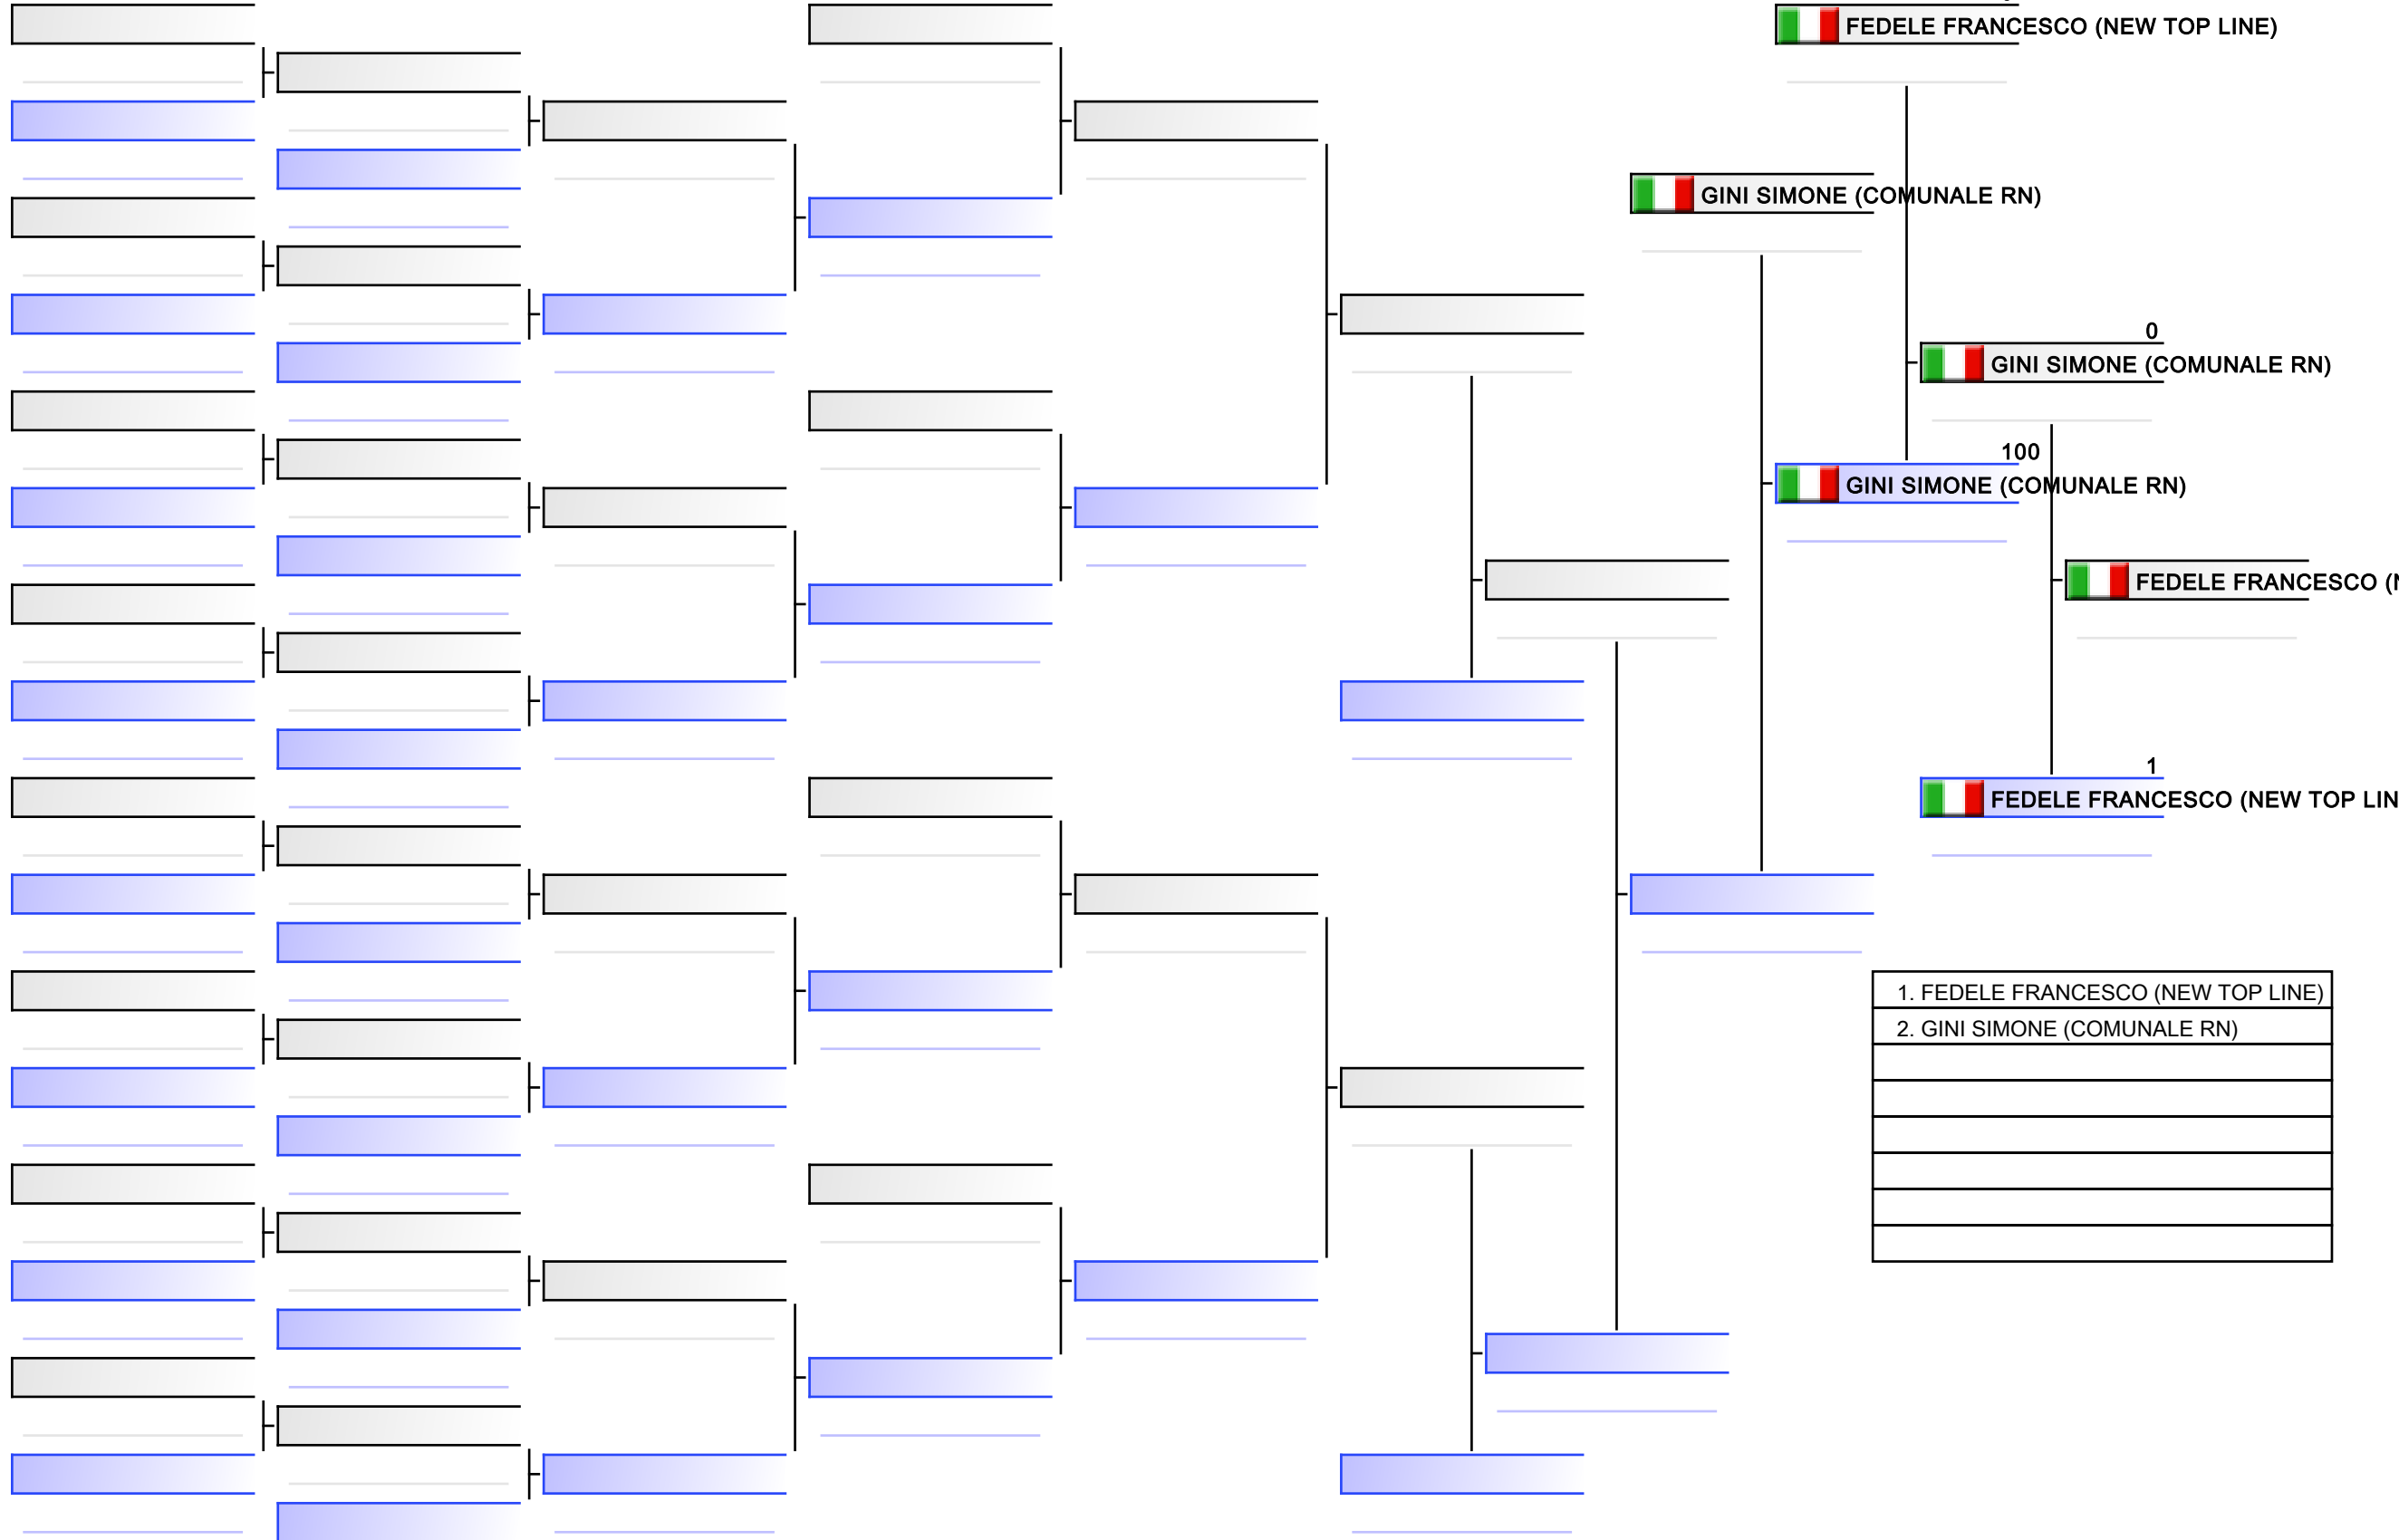 FEDELE FRANCESCO (NEW TOP LINE)
GINI SIMONE (COMUNALE RN)
0
GINI SIMONE (COMUNALE RN)
100
GINI SIMONE (COMUNALE RN)
FEDELE FRANCESCO (
1
FEDELE FRANCESCO (NEW TOP LIN
1. FEDELE FRANCESCO (NEW TOP LINE)
2. GINI SIMONE (COMUNALE RN)